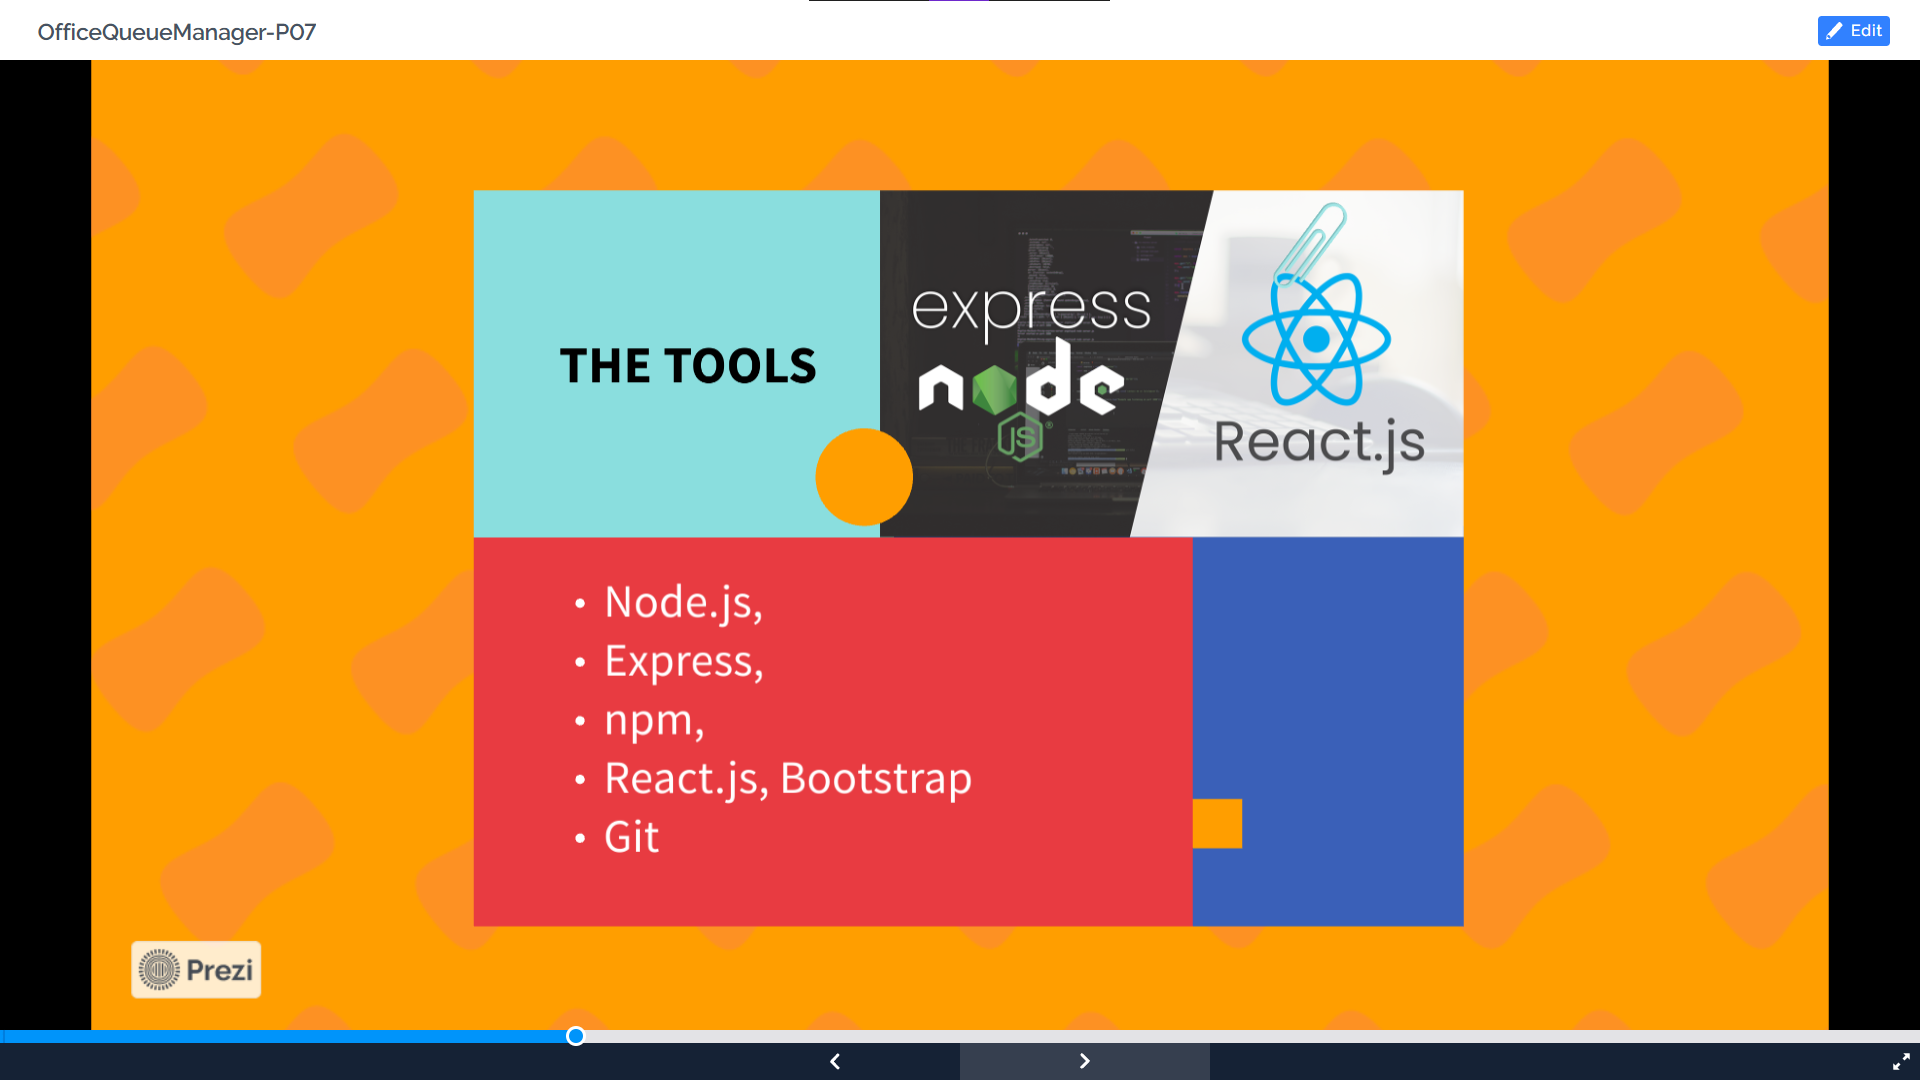 OfficeQueueManager-P07
Edit
THE TOOLS
express
node
JS
React.js
• Node.js,
• Express,
• npm,
• React.js, Bootstrap
• Git
Prezi